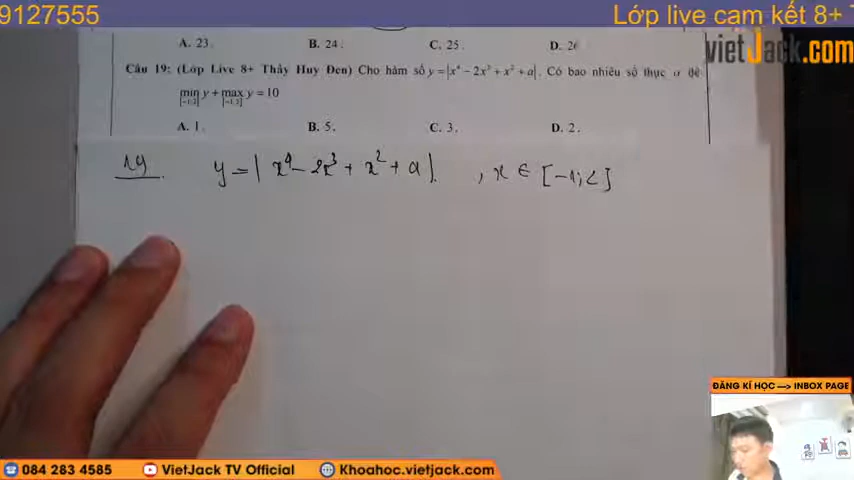 9127555 Lớp live cam kết 8+
A. 23. B. 24. C. 25. D. 26
vietJack.com
Câu 19: (Lớp Live 8+ Thầy Huy Đen) Cho hàm số y = |x⁴ − 2x³ + x² + a|. Có bao nhiêu số thực a để
min y + max y = 10
[−1;2] [−1;2]
A. 1. B. 5. C. 3. D. 2.
19. y = | x⁴ − 2x³ + x² + a |. , x ∈ [−1;2]
ĐĂNG KÍ HỌC —> INBOX PAGE
084 283 4585 VietJack TV Official Khoahoc.vietjack.com